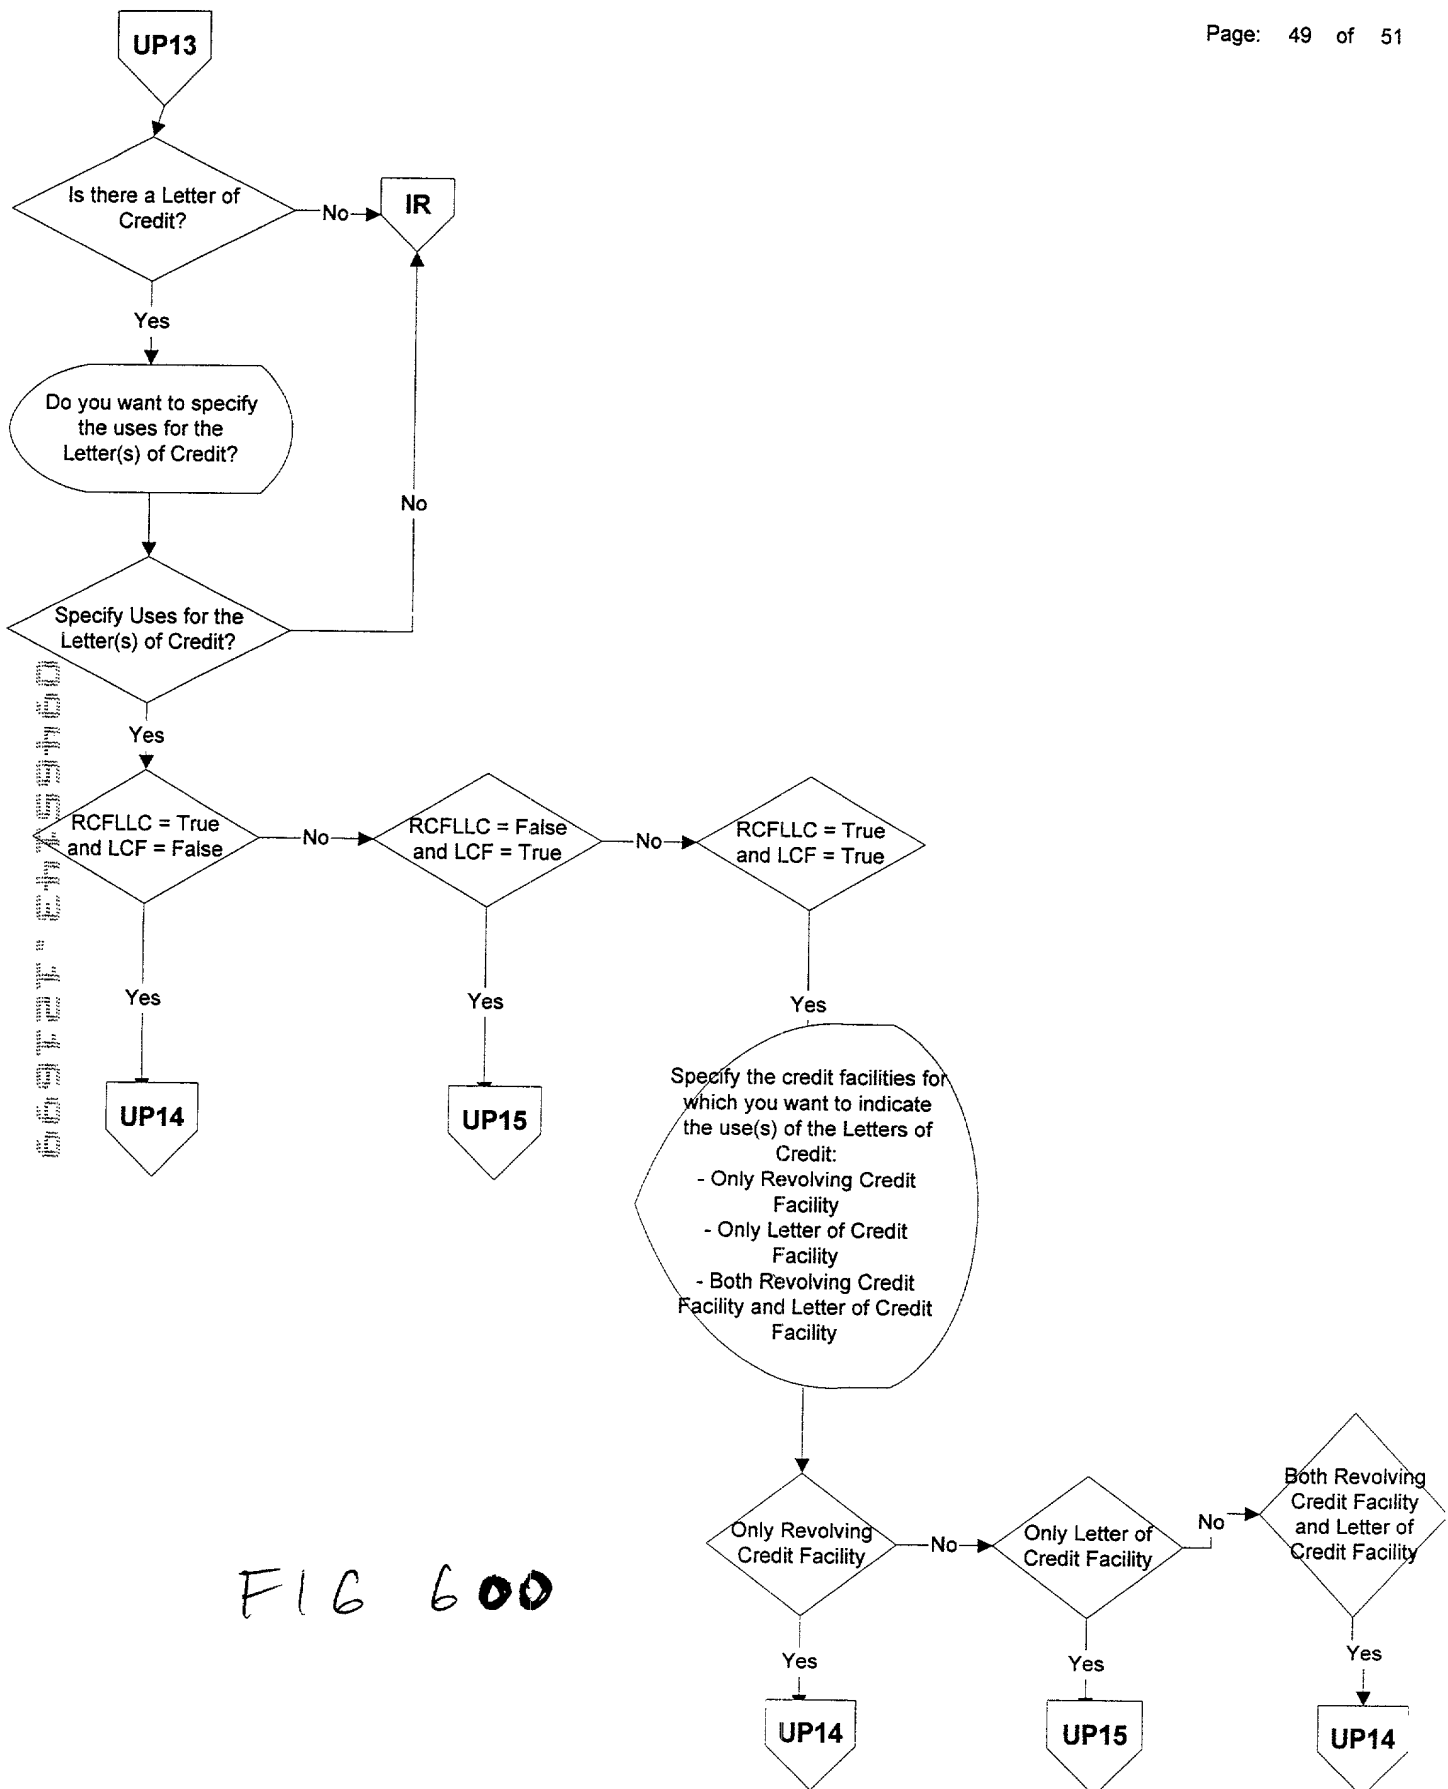 Page: 49 of 51
UP13
Is there a Letter of
Credit?
No
IR
Yes
Do you want to specify
the uses for the
Letter(s) of Credit?
No
Specify Uses for the
Letter(s) of Credit?
Yes
RCFLLC = True
and LCF = False
No
RCFLLC = False
and LCF = True
No
RCFLLC = True
and LCF = True
Yes
Yes
Yes
UP14
UP15
Specify the credit facilities for
which you want to indicate
the use(s) of the Letters of
Credit:
- Only Revolving Credit
Facility
- Only Letter of Credit
Facility
- Both Revolving Credit
Facility and Letter of Credit
Facility
Only Revolving
Credit Facility
No
Only Letter of
Credit Facility
No
Both Revolving
Credit Facility
and Letter of
Credit Facility
Yes
Yes
Yes
UP14
UP15
UP14
FIG 600